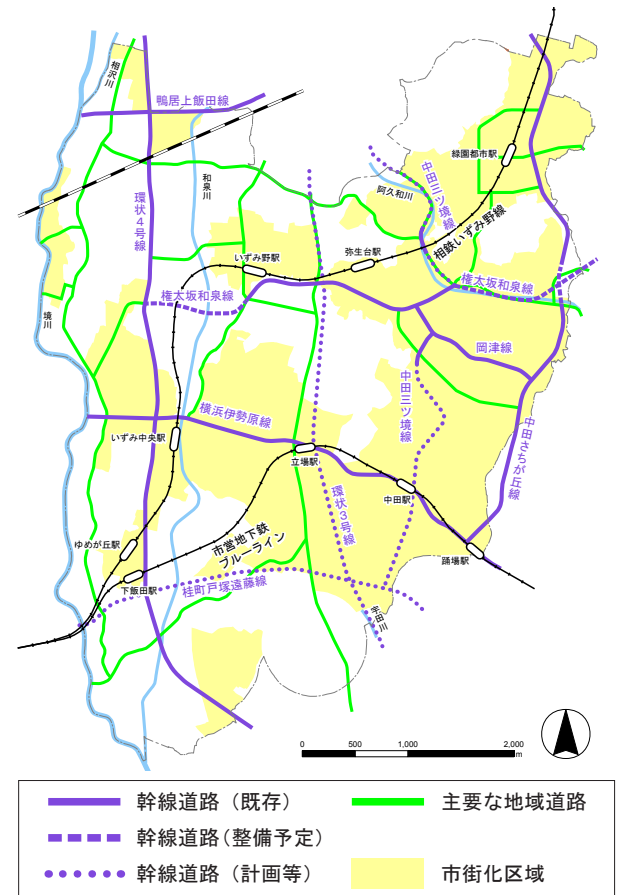 相沢川
鴨居上飯田線
和泉川
環状4号線
中田三ツ境線
阿久和川
緑園都市駅
相鉄いずみ野線
弥生台駅
いずみ野駅
権太坂和泉線
権太坂和泉線
境川
岡津線
中田三ツ境線
横浜伊勢原線
中田さちが丘線
いずみ中央駅
立場駅
環状3号線
中田駅
市営地下鉄
ブルーライン
ゆめが丘駅
踊場駅
下飯田駅
桂町戸塚遠藤線
宇田川
0 500 1,000 2,000
m
幹線道路（既存）
主要な地域道路
幹線道路(整備予定)
幹線道路（計画等）
市街化区域